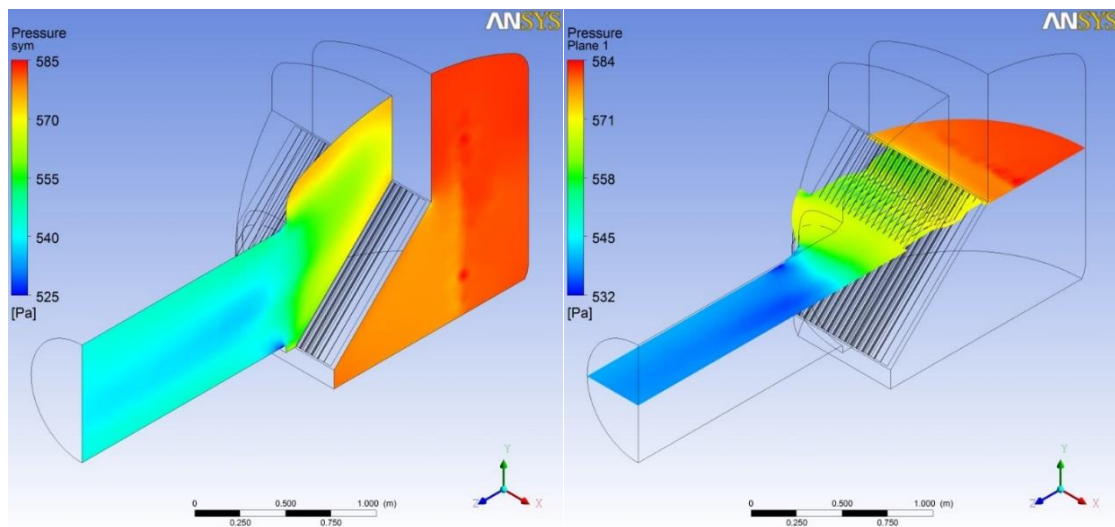 ANSYS
Pressure
sym
585
570
555
540
525
[Pa]
Y
Z
X
0
0.500
1.000
(m)
0.250
0.750
ANSYS
Pressure
Plane 1
584
571
558
545
532
[Pa]
Y
Z
X
0
0.500
1.000
(m)
0.250
0.750